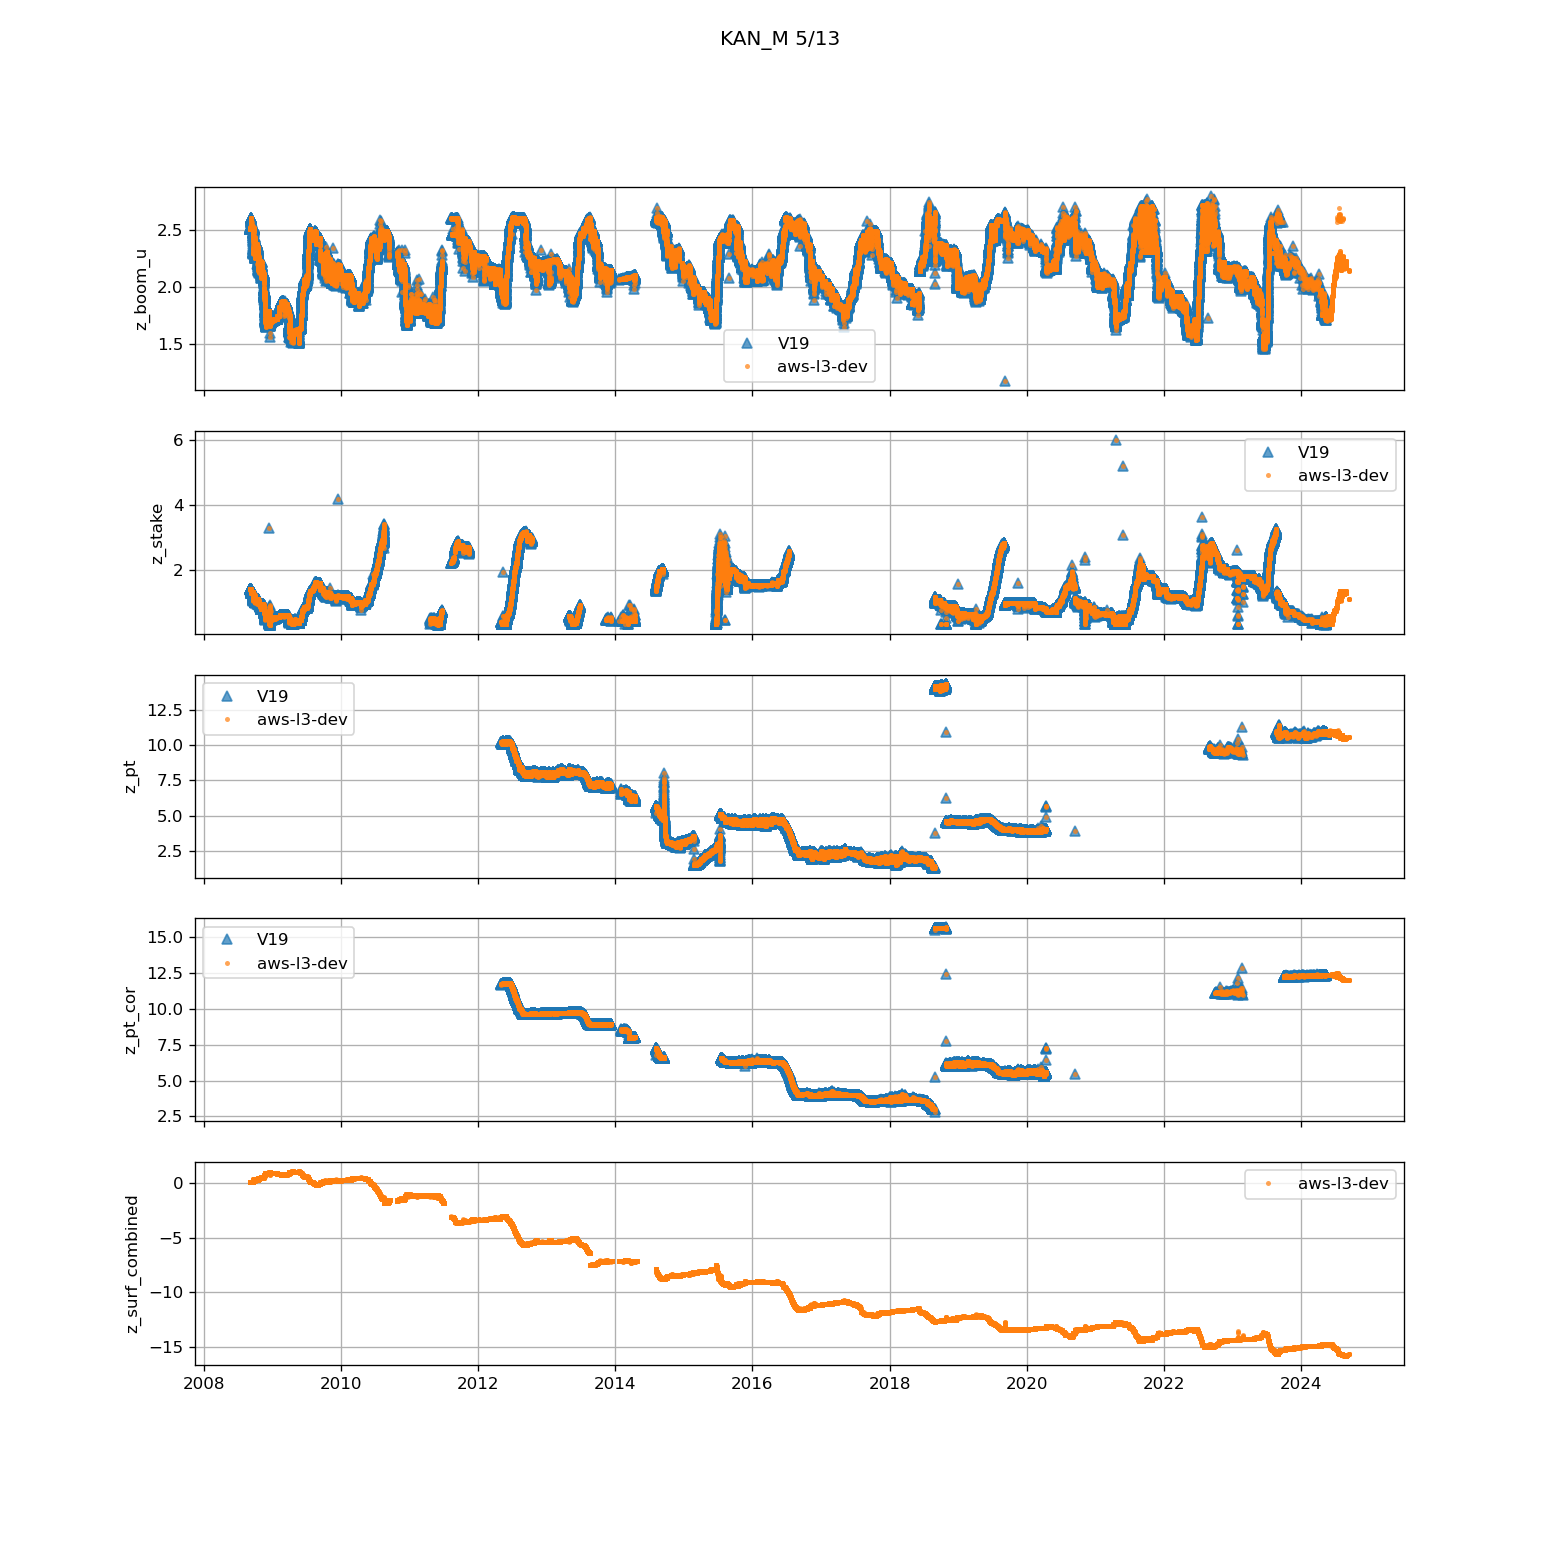 KAN_M 5/13
2.5
2.0
1.5
z_boom_u
V19
aws-l3-dev
6
4
2
z_stake
V19
aws-l3-dev
12.5
10.0
7.5
5.0
2.5
z_pt
V19
aws-l3-dev
15.0
12.5
10.0
7.5
5.0
2.5
z_pt_cor
V19
aws-l3-dev
0
−5
−10
−15
z_surf_combined
aws-l3-dev
2008 2010 2012 2014 2016 2018 2020 2022 2024